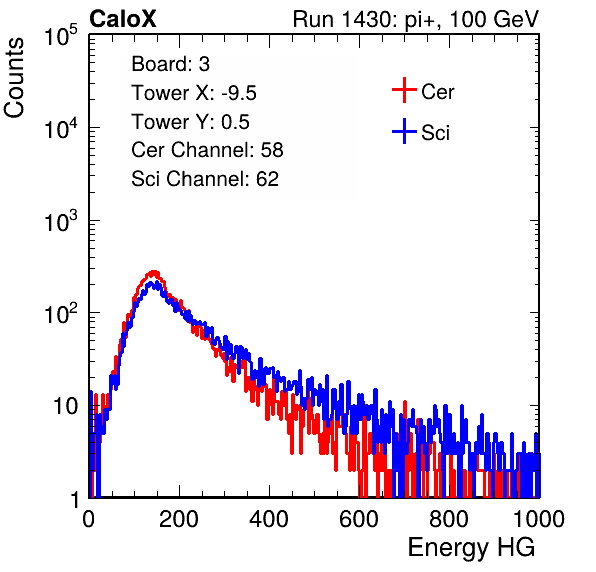 CaloX Run 1430: pi+, 100 GeV
Board: 3
Tower X: -9.5
Tower Y: 0.5
Cer Channel: 58
Sci Channel: 62
Cer
Sci
Counts
10^5
10^4
10^3
10^2
10
1
0 200 400 600 800 1000
Energy HG